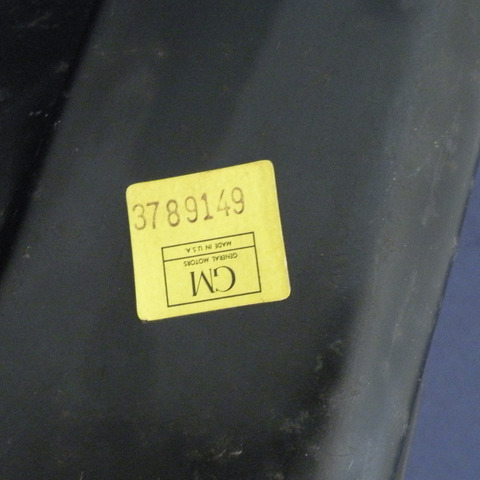 3789149
GM
GENERAL MOTORS
MADE IN U.S.A.